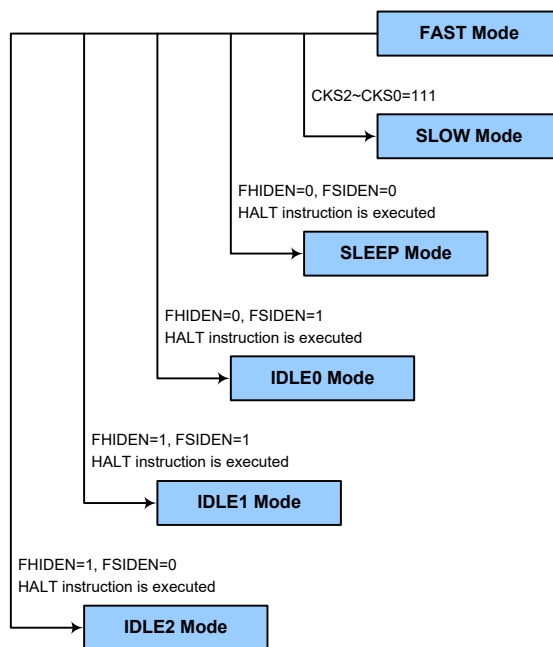 FAST Mode
CKS2~CKS0=111
SLOW Mode
FHIDEN=0, FSIDEN=0
HALT instruction is executed
SLEEP Mode
FHIDEN=0, FSIDEN=1
HALT instruction is executed
IDLE0 Mode
FHIDEN=1, FSIDEN=1
HALT instruction is executed
IDLE1 Mode
FHIDEN=1, FSIDEN=0
HALT instruction is executed
IDLE2 Mode